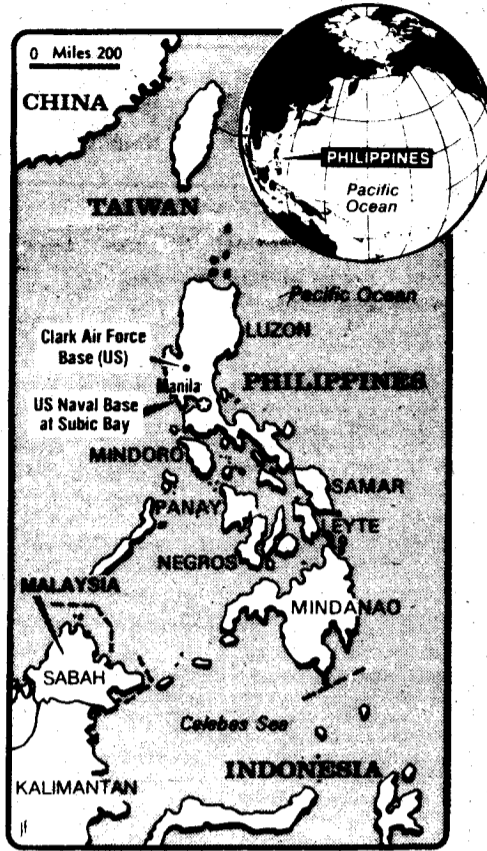 0 Miles 200
CHINA
PHILIPPINES
Pacific
Ocean
TAIWAN
Pacific Ocean
LUZON
Clark Air Force
Base (US)
Manila
PHILIPPINES
US Naval Base
at Subic Bay
MINDORO
SAMAR
PANAY
LEYTE
NEGROS
MALAYSIA
MINDANAO
SABAH
Celebes Sea
INDONESIA
KALIMANTAN